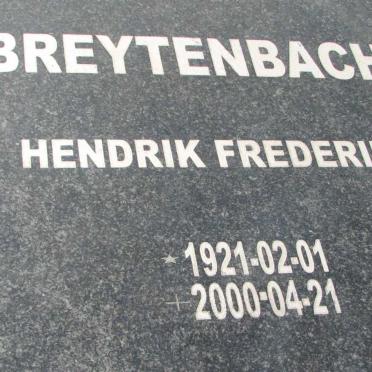 BREYTENBACH
HENDRIK FREDERI
* 1921-02-01
+ 2000-04-21